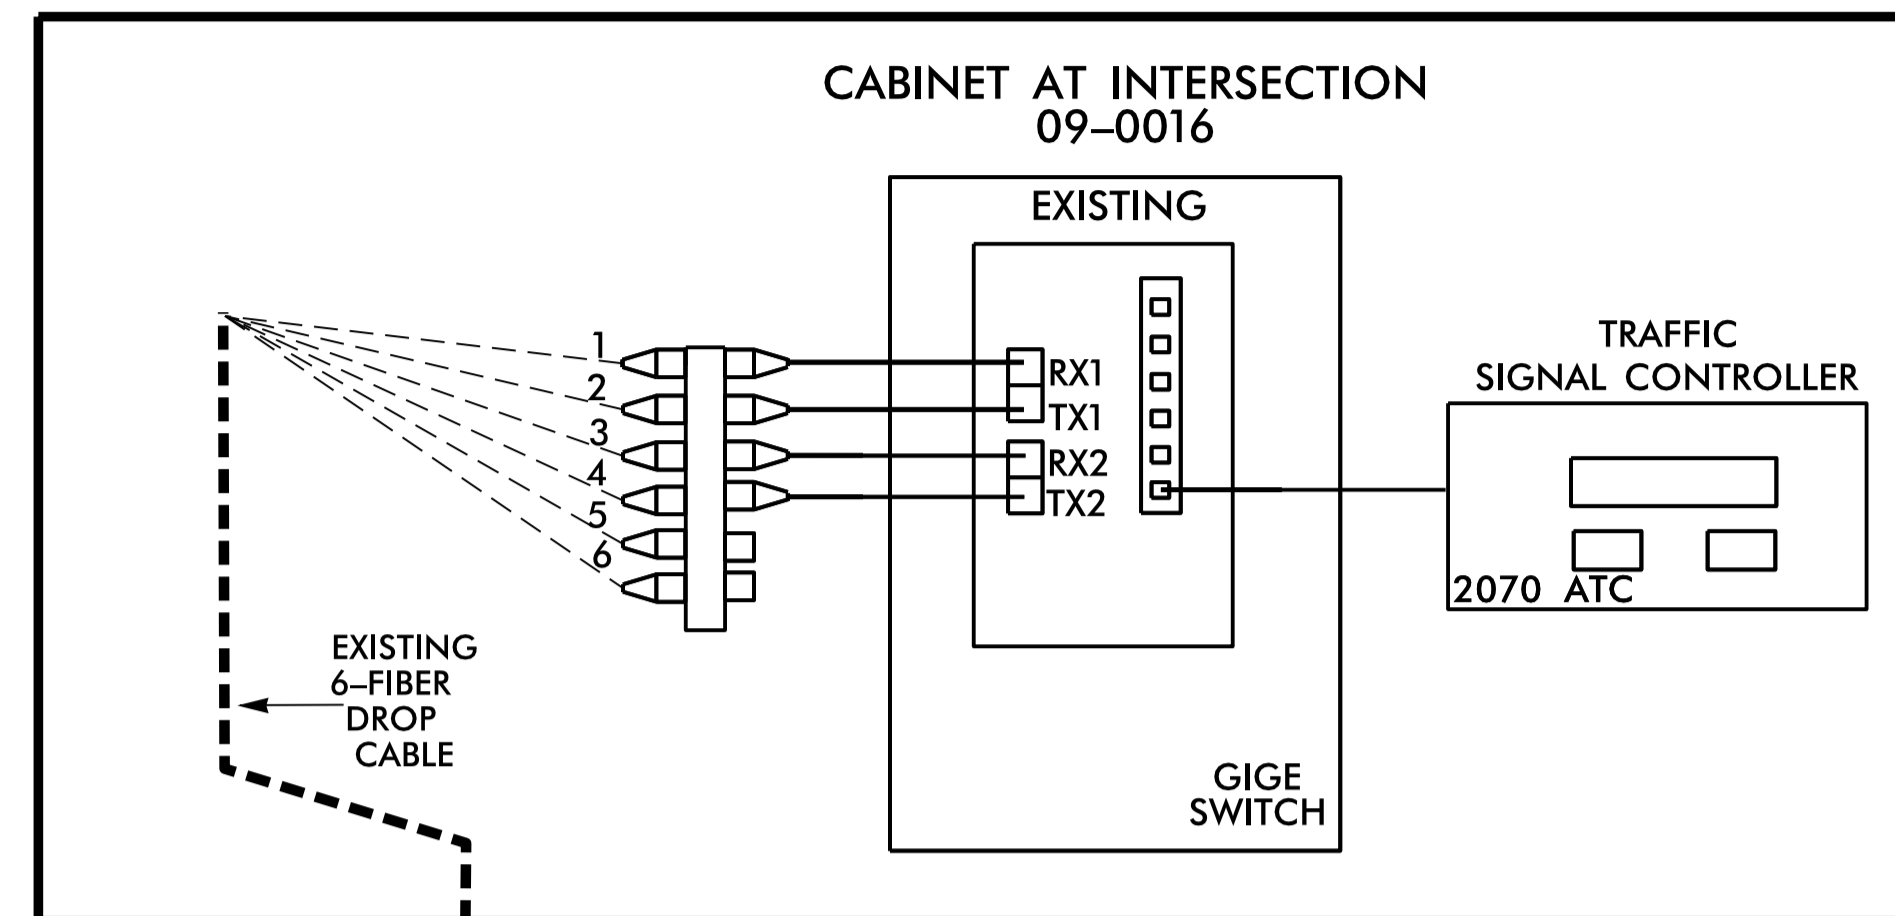 CABINET AT INTERSECTION
09–0016
EXISTING
1
2
3
4
5
6
RX1
TX1
RX2
TX2
TRAFFIC
SIGNAL CONTROLLER
2070 ATC
EXISTING
6–FIBER
DROP
CABLE
GIGE
SWITCH